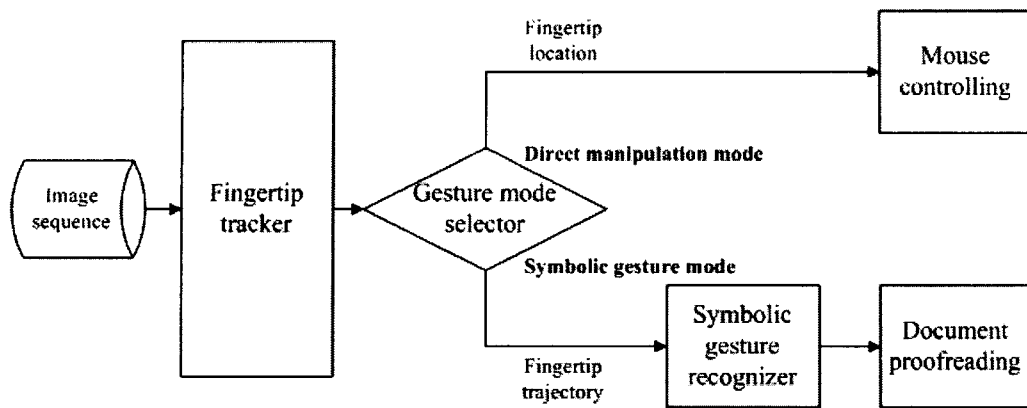 Fingertip
location
Mouse
controlling
Direct manipulation mode
Image
sequence
Fingertip
tracker
Gesture mode
selector
Symbolic gesture mode
Symbolic
gesture
recognizer
Document
proofreading
Fingertip
trajectory